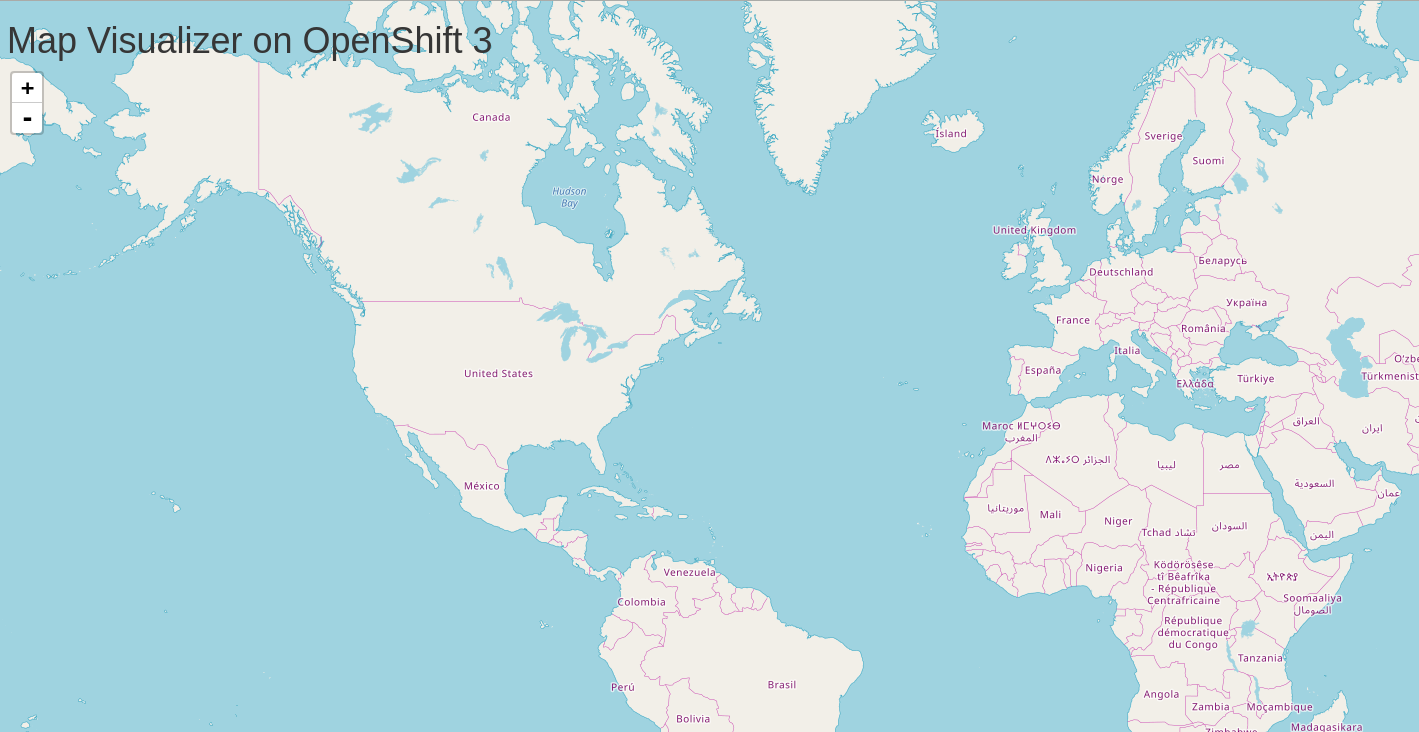 Map Visualizer on OpenShift 3
+
-
Canada
Hudson
Bay
United States
México
Venezuela
Colombia
Perú
Brasil
Bolivia
Ísland
Sverige
Suomi
Norge
United Kingdom
Беларусь
Deutschland
Україна
France
România
Italia
España
Ελλάδα
Türkiye
O'zbe
Türkmenist
Maroc ⵍⵎⵖⵔⵉⴱ
المغرب
العراق
ایران
ⴷⵣⴰⵢⵔ الجزائر
ليبيا
مصر
السعودية
عمان
موريتانيا
Mali
Niger
Tchad تشاد
السودان
اليمن
Nigeria
Ködörösêse
tî Bêafrîka
- République
Centrafricaine
ኢትዮጵያ
Soomaaliya
الصومال
République
démocratique
du Congo
Tanzania
Angola
Zambia
Moçambique
Madagasikara
Zimbabwe